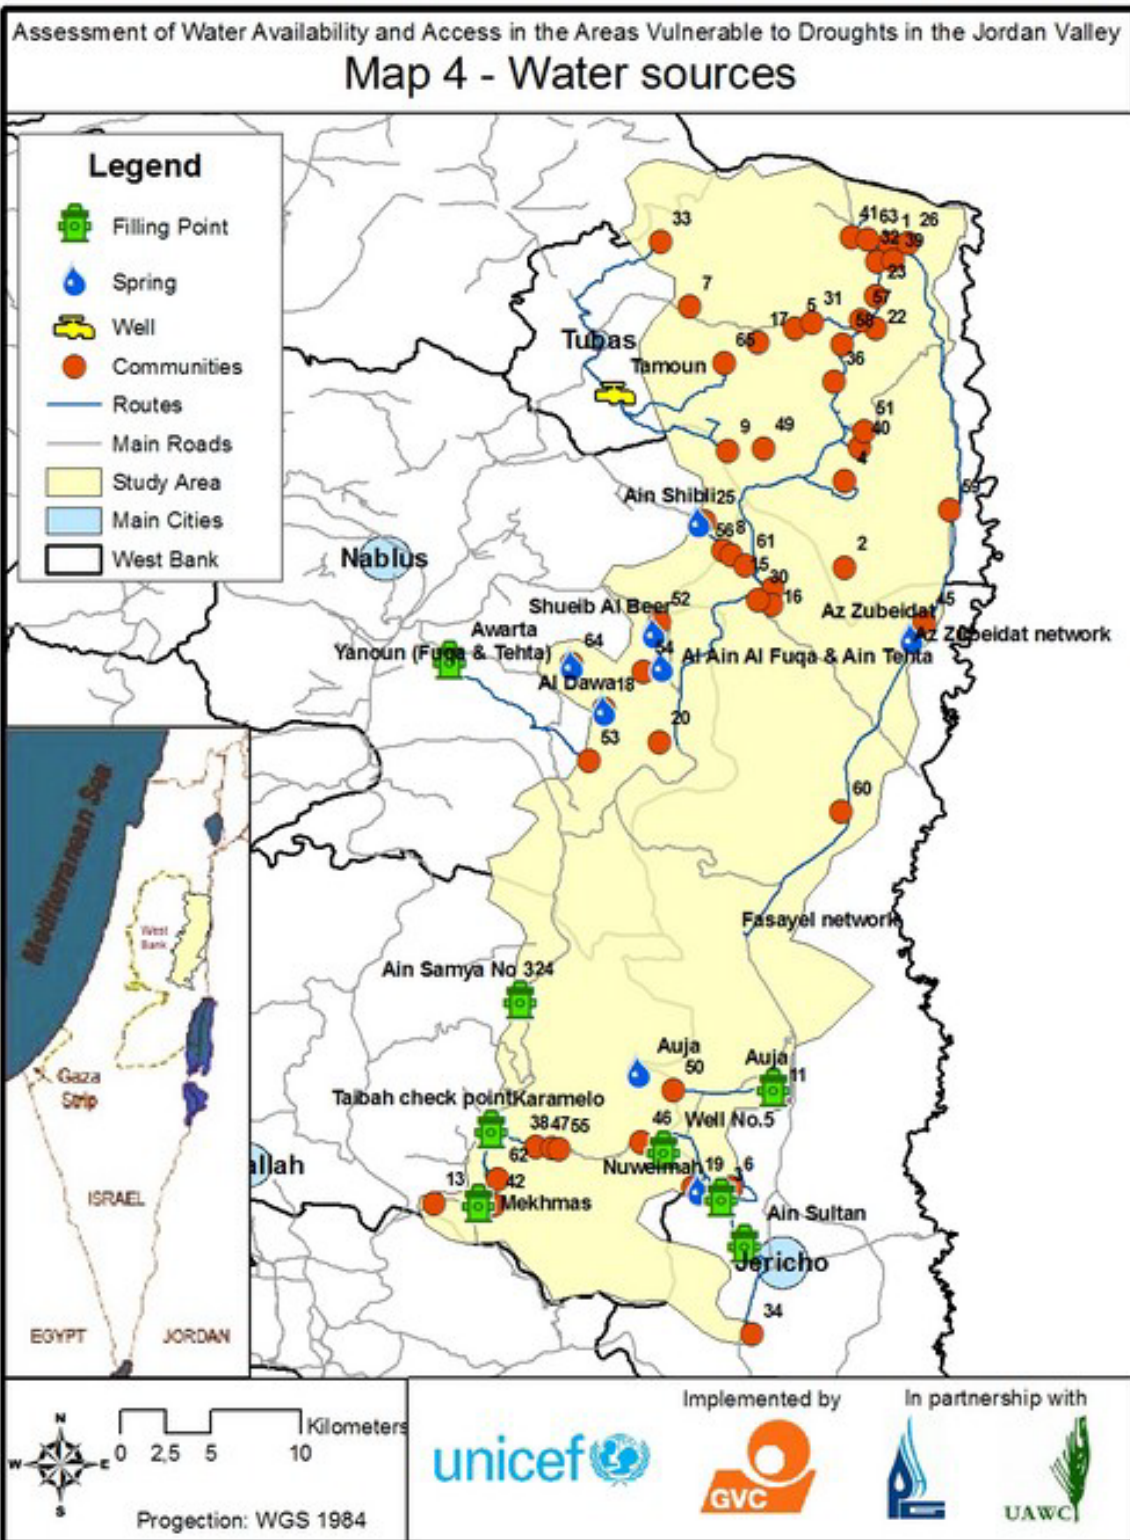 Assessment of Water Availability and Access in the Areas Vulnerable to Droughts in the Jordan Valley
Map 4 - Water sources
Legend
Filling Point
Spring
Well
Communities
Routes
Main Roads
Study Area
Main Cities
West Bank
33
41 63 1 26
32 39
23
7
57
5 31
17
58 22
Tubas
65
36
Tamoun
51
9 49
40
4
Ain Shibli 25
59
56 8
61
2
Nablus
15
30
16
Shueib Al Beer 52
Az Zubeidat 45
Awarta
64
Az Zubeidat network
Yanoun (Fuqa & Tehta)
54 Al Ain Al Fuqa & Ain Tehta
Al Dawa 18
20
53
60
Fasayel network
Ain Samya No 324
Auja
50
Auja
11
Taibah check point Karamelo
38 47 55
46 Well No.5
62
Nuweimah 19 6
allah
13 42
Mekhmas
Ain Sultan
Jericho
34
Mediterranean Sea
West
Bank
Gaza
Strip
ISRAEL
EGYPT JORDAN
N
W E
S
0 2,5 5 10 Kilometers
Progection: WGS 1984
unicef
Implemented by
GVC
In partnership with
UAWC